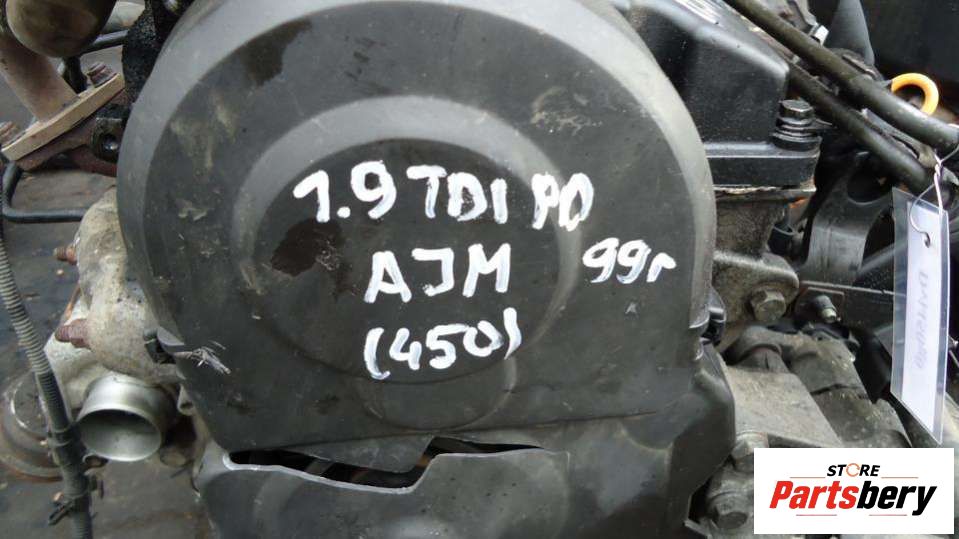 1.9 TDI PD
AJM 99г
(450)
STORE
Partsbery